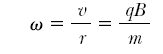 ω = v/r = qB/m